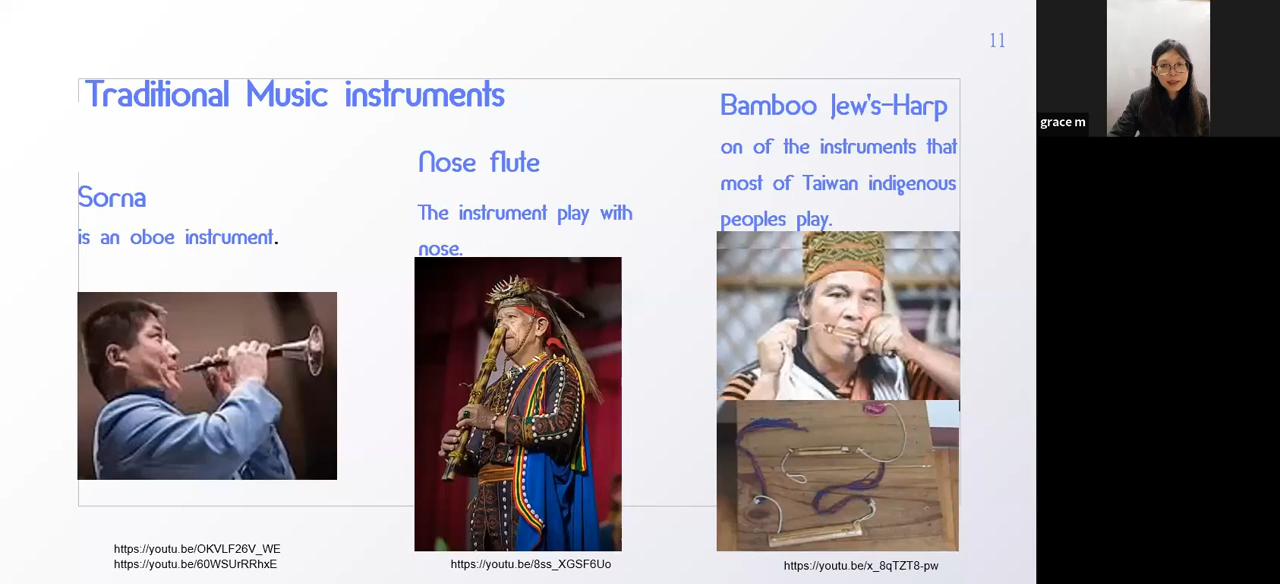 11
Traditional Music instruments
Sorna
is an oboe instrument.
Nose flute
The instrument play with
nose.
Bamboo Jew's-Harp
on of the instruments that
most of Taiwan indigenous
peoples play.
https://youtu.be/OKVLF26V_WE
https://youtu.be/60WSUrRRhxE
https://youtu.be/8ss_XGSF6Uo
https://youtu.be/x_8qTZT8-pw
grace m